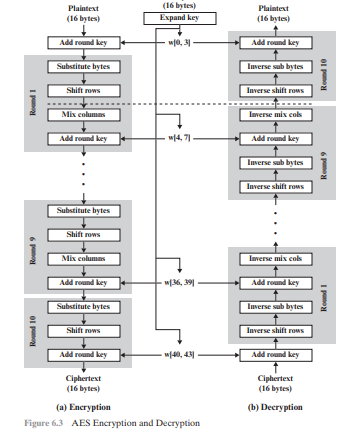 Plaintext
(16 bytes)
Add round key
Substitute bytes
Shift rows
Mix columns
Add round key
Round 1
Substitute bytes
Shift rows
Mix columns
Add round key
Round 9
Substitute bytes
Shift rows
Add round key
Round 10
Ciphertext
(16 bytes)
(a) Encryption
(16 bytes)
Expand key
w[0, 3]
w[4, 7]
w[36, 39]
w[40, 43]
Plaintext
(16 bytes)
Add round key
Inverse sub bytes
Inverse shift rows
Round 10
Inverse mix cols
Add round key
Inverse sub bytes
Inverse shift rows
Round 9
Inverse mix cols
Add round key
Inverse sub bytes
Inverse shift rows
Round 1
Add round key
Ciphertext
(16 bytes)
(b) Decryption
Figure 6.3 AES Encryption and Decryption